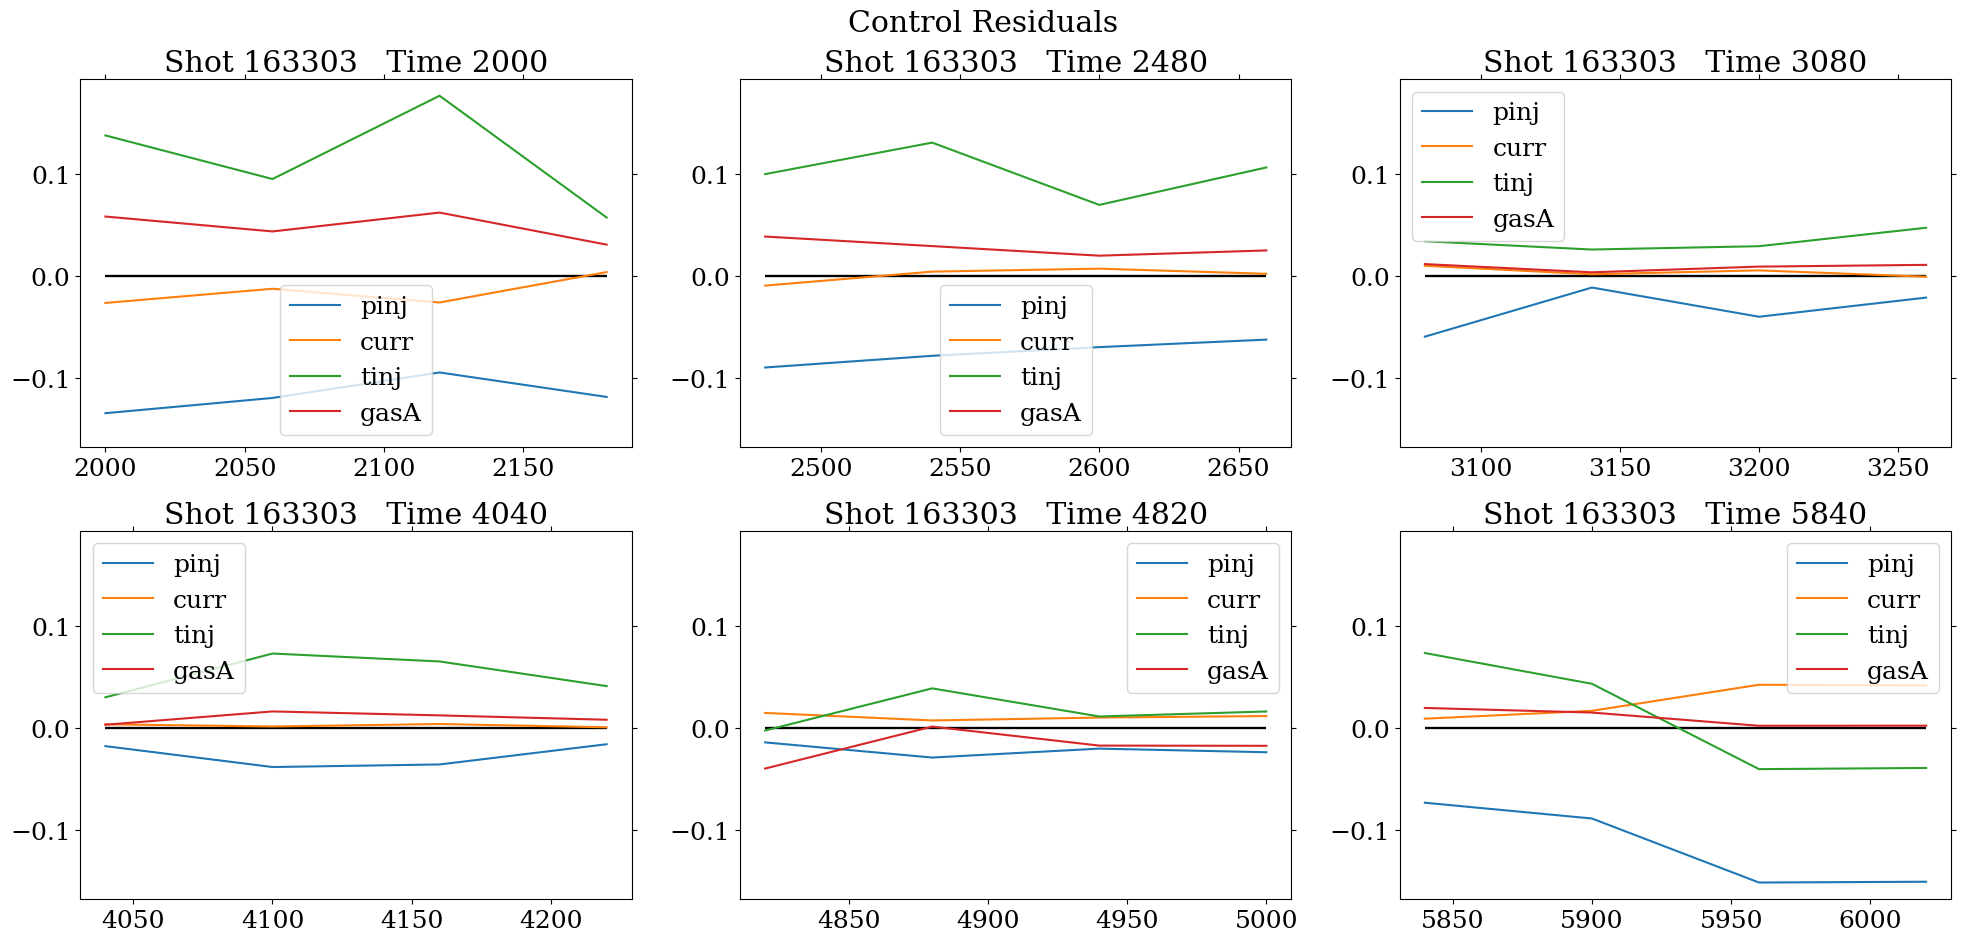 Control Residuals
Shot 163303   Time 2000
Shot 163303   Time 2480
Shot 163303   Time 3080
0.1
0.0
−0.1
pinj
curr
tinj
gasA
2000
2050
2100
2150
0.1
0.0
−0.1
pinj
curr
tinj
gasA
2500
2550
2600
2650
0.1
0.0
−0.1
pinj
curr
tinj
gasA
3100
3150
3200
3250
Shot 163303   Time 4040
Shot 163303   Time 4820
Shot 163303   Time 5840
0.1
0.0
−0.1
pinj
curr
tinj
gasA
4050
4100
4150
4200
0.1
0.0
−0.1
pinj
curr
tinj
gasA
4850
4900
4950
5000
0.1
0.0
−0.1
pinj
curr
tinj
gasA
5850
5900
5950
6000